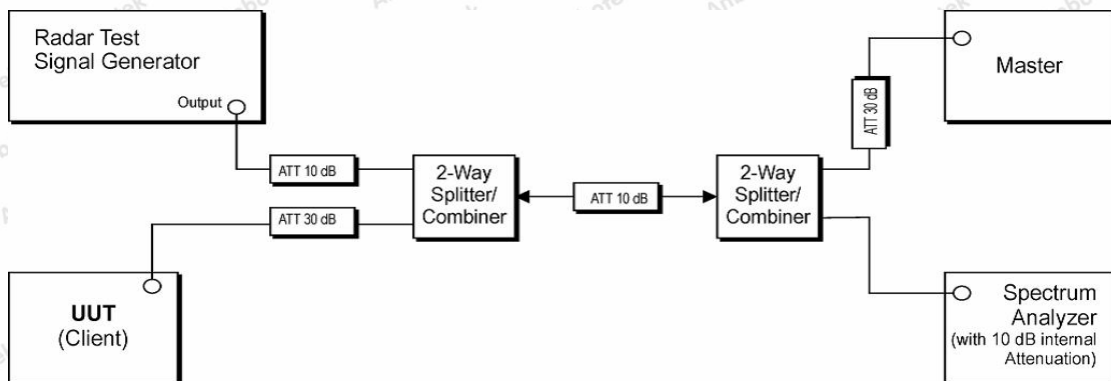 Radar Test
Signal Generator
Output
ATT 10 dB
2-Way
Splitter/
Combiner
ATT 30 dB
UUT
(Client)
ATT 10 dB
2-Way
Splitter/
Combiner
ATT 30 dB
Master
Spectrum
Analyzer
(with 10 dB internal
Attenuation)